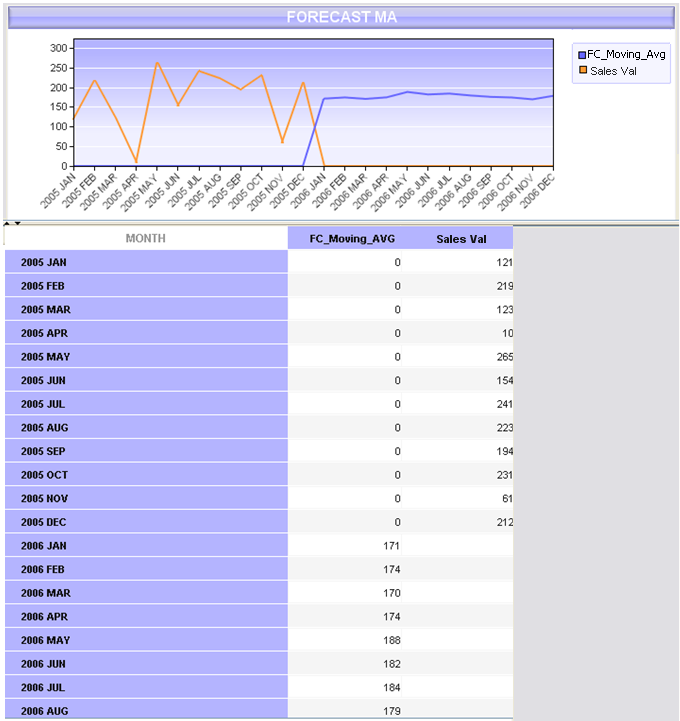 FORECAST MA
300
250
200
150
100
50
0
2005 JAN
2005 FEB
2005 MAR
2005 APR
2005 MAY
2005 JUN
2005 JUL
2005 AUG
2005 SEP
2005 OCT
2005 NOV
2005 DEC
2006 JAN
2006 FEB
2006 MAR
2006 APR
2006 MAY
2006 JUN
2006 JUL
2006 AUG
2006 SEP
2006 OCT
2006 NOV
2006 DEC
FC_Moving_Avg
Sales Val
MONTH FC_Moving_AVG Sales Val
2005 JAN 0 121
2005 FEB 0 219
2005 MAR 0 123
2005 APR 0 10
2005 MAY 0 265
2005 JUN 0 154
2005 JUL 0 241
2005 AUG 0 223
2005 SEP 0 194
2005 OCT 0 231
2005 NOV 0 61
2005 DEC 0 212
2006 JAN 171
2006 FEB 174
2006 MAR 170
2006 APR 174
2006 MAY 188
2006 JUN 182
2006 JUL 184
2006 AUG 179